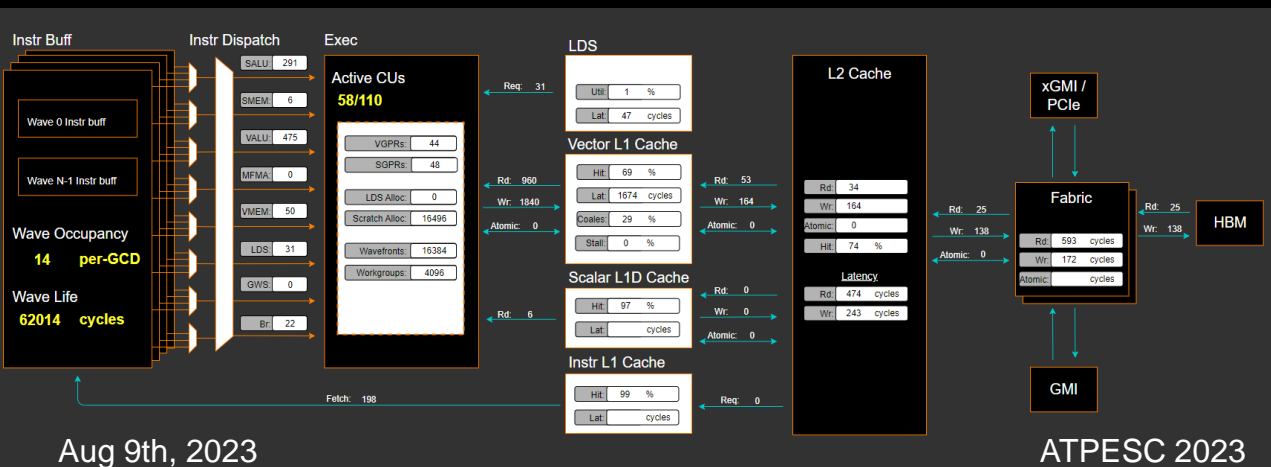 Instr Buff
Wave 0 Instr buff
Wave N-1 Instr buff
Wave Occupancy
14 per-GCD
Wave Life
62014 cycles
Instr Dispatch
SALU: 291
SMEM: 6
VALU: 475
MFMA: 0
VMEM: 50
LDS: 31
GWS: 0
Br: 22
Exec
Active CUs
58/110
VGPRs: 44
SGPRs: 48
LDS Alloc: 0
Scratch Alloc: 16496
Wavefronts: 16384
Workgroups: 4096
Req: 31
Rd: 960
Wr: 1840
Atomic: 0
Rd: 6
Fetch: 198
LDS
Util: 1 %
Lat: 47 cycles
Vector L1 Cache
Hit: 69 %
Lat: 1674 cycles
Coales: 29 %
Stall: 0 %
Scalar L1D Cache
Hit: 97 %
Lat: cycles
Instr L1 Cache
Hit: 99 %
Lat: cycles
Rd: 53
Wr: 164
Atomic: 0
Rd: 0
Wr: 0
Atomic: 0
Req: 0
L2 Cache
Rd: 34
Wr: 164
Atomic: 0
Hit: 74 %
Latency
Rd: 474 cycles
Wr: 243 cycles
Rd: 25
Wr: 138
Atomic: 0
xGMI /
PCIe
Fabric
Rd: 593 cycles
Wr: 172 cycles
Atomic: cycles
GMI
Rd: 25
Wr: 138
HBM
Aug 9th, 2023
ATPESC 2023